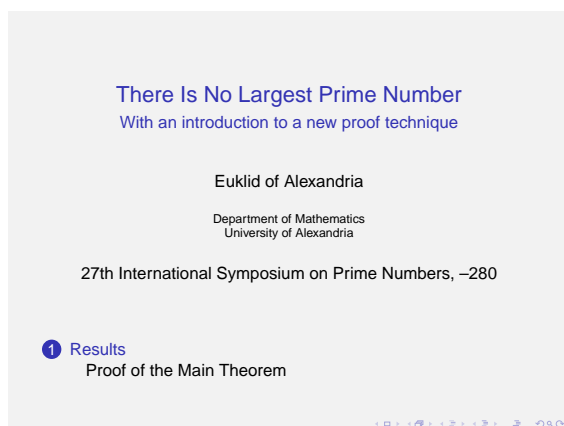 There Is No Largest Prime Number
With an introduction to a new proof technique
Euklid of Alexandria
Department of Mathematics
University of Alexandria
27th International Symposium on Prime Numbers, –280
1 Results
Proof of the Main Theorem